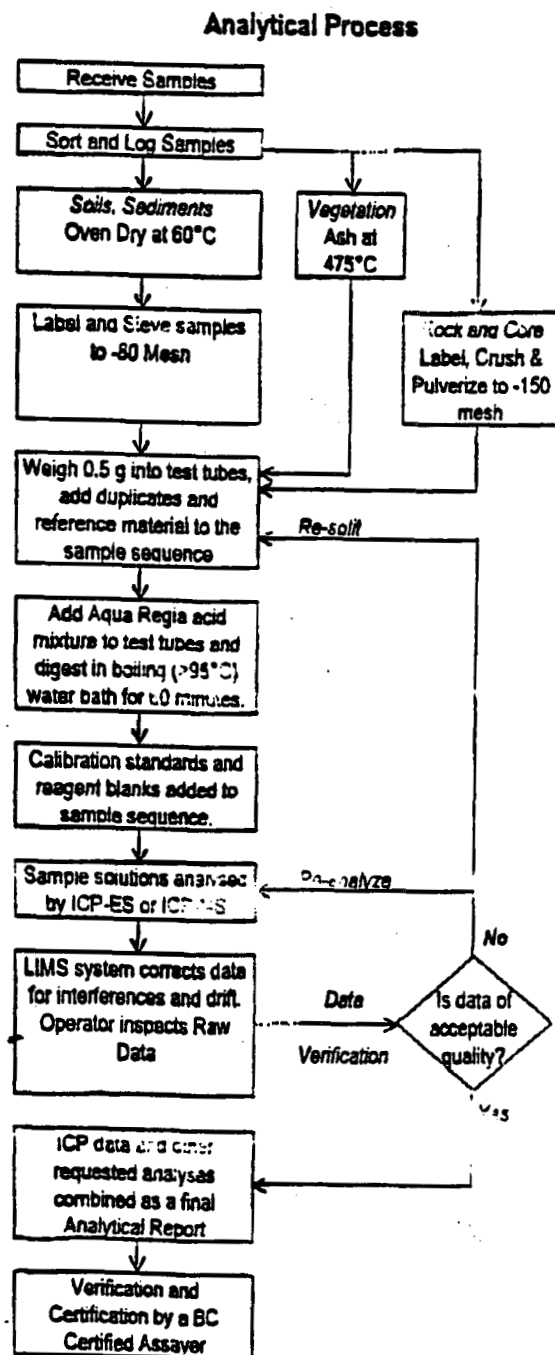 Analytical Process
Receive Samples
Sort and Log Samples
Soils, Sediments
Oven Dry at 60°C
Vegetation
Ash at
475°C
Label and Sieve samples
to -80 Mesh
Rock and Core
Label, Crush &
Pulverize to -150
mesh
Weigh 0.5 g into test tubes,
add duplicates and
reference material to the
sample sequence
Re-split
Add Aqua Regia acid
mixture to test tubes and
digest in boiling (>95°C)
water bath for minutes.
Calibration standards and
reagent blanks added to
sample sequence.
Sample solutions analysed
by ICP-ES or ICP-MS
Re-analyze
No
LIMS system corrects data
for interferences and drift.
Operator inspects Raw
Data
Data
Verification
Is data of
acceptable
quality?
Yes
ICP data and other
requested analyses
combined as a final
Analytical Report
Verification and
Certification by a BC
Certified Assayer